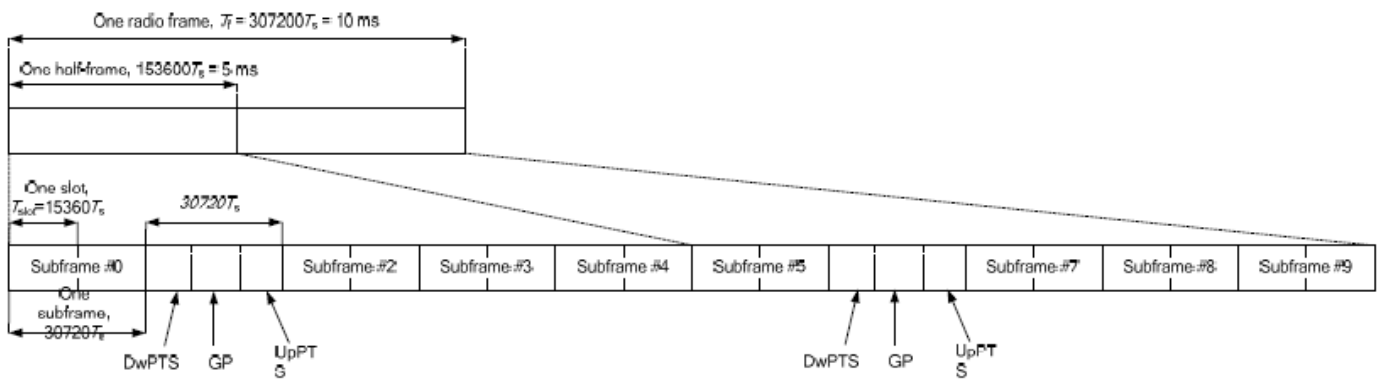 One radio frame, Tf = 307200Ts = 10 ms
One half-frame, 153600Ts = 5 ms
One slot,
Tslot=15360Ts
30720Ts
Subframe #0
Subframe #2
Subframe #3
Subframe #4
Subframe #5
Subframe #7
Subframe #8
Subframe #9
One
subframe,
30720Ts
DwPTS
GP
UpPT
S
DwPTS
GP
UpPT
S